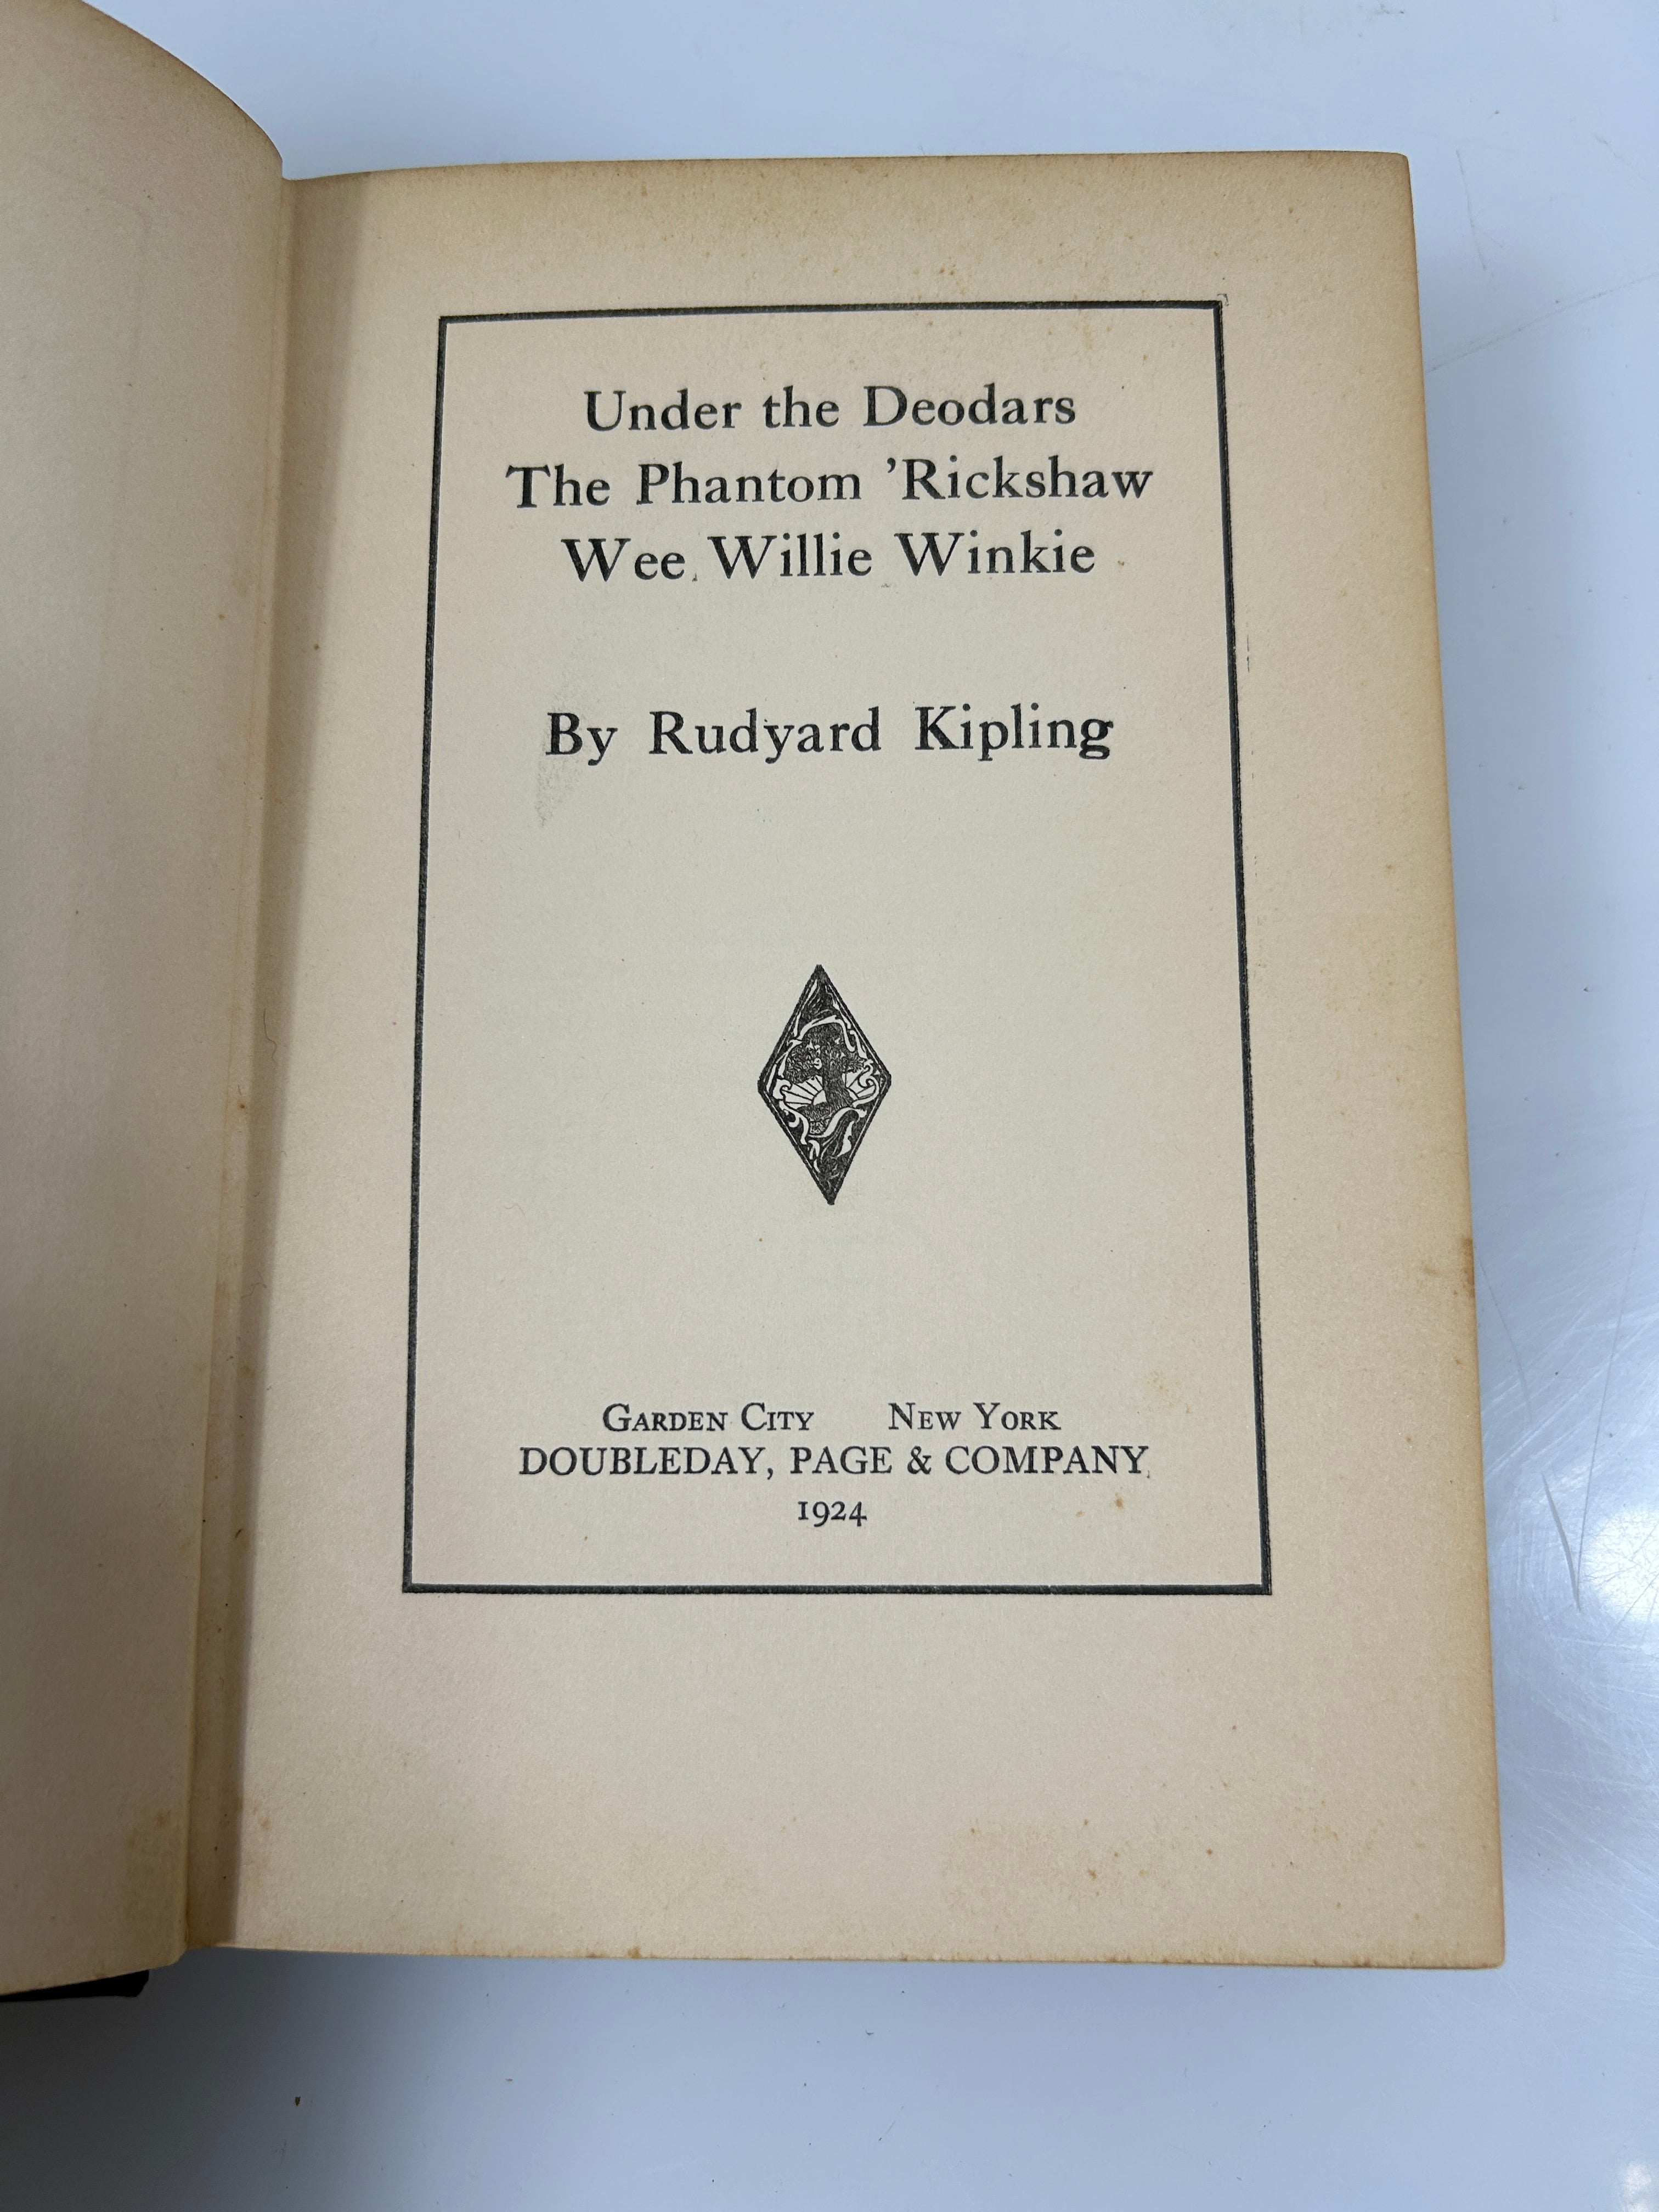 Under the Deodars
The Phantom ’Rickshaw
Wee Willie Winkie
By Rudyard Kipling
Garden City New York
DOUBLEDAY, PAGE & COMPANY
1924